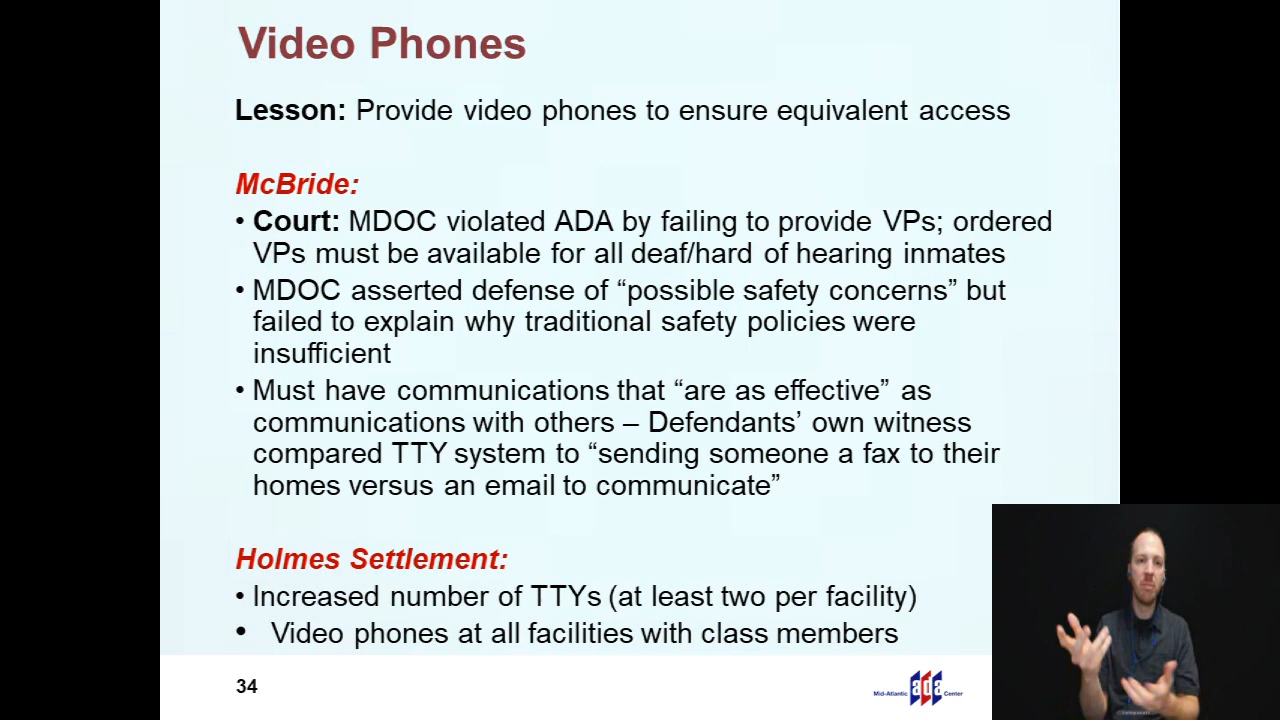 Video Phones
Lesson: Provide video phones to ensure equivalent access
McBride:
• Court: MDOC violated ADA by failing to provide VPs; ordered
VPs must be available for all deaf/hard of hearing inmates
• MDOC asserted defense of “possible safety concerns” but
failed to explain why traditional safety policies were
insufficient
• Must have communications that “are as effective” as
communications with others – Defendants’ own witness
compared TTY system to “sending someone a fax to their
homes versus an email to communicate”
Holmes Settlement:
• Increased number of TTYs (at least two per facility)
• Video phones at all facilities with class members
34
Mid-Atlantic ada Center